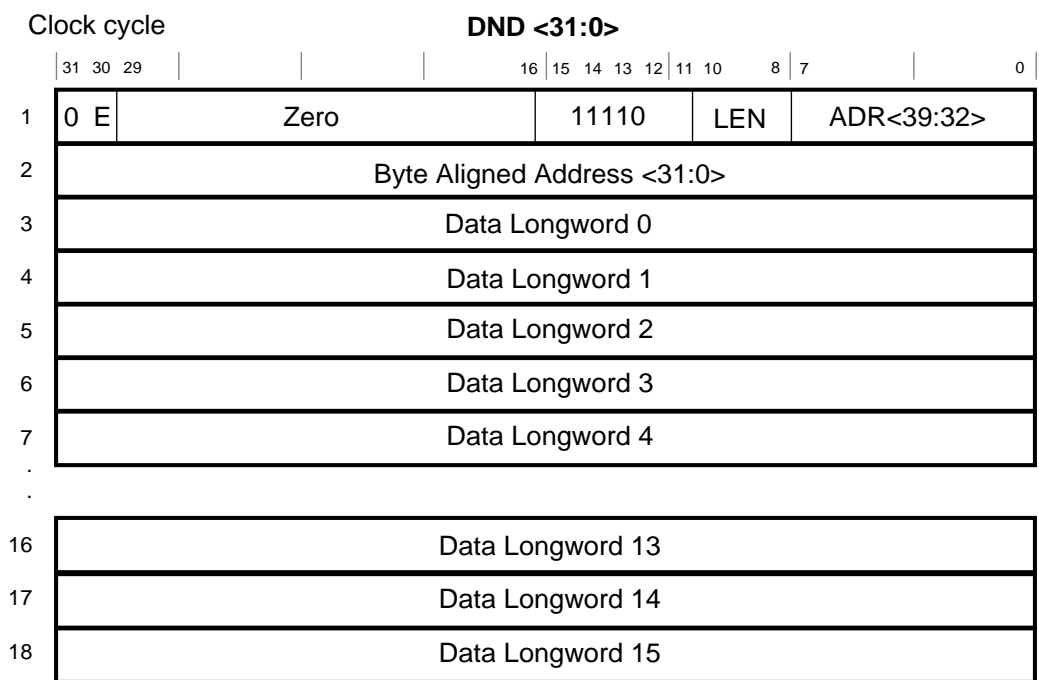 Clock cycle DND <31:0>
31 30 29 16 15 14 13 12 11 10 8 7 0
1 0 E Zero 11110 LEN ADR<39:32>
2 Byte Aligned Address <31:0>
3 Data Longword 0
4 Data Longword 1
5 Data Longword 2
6 Data Longword 3
7 Data Longword 4
.
.
16 Data Longword 13
17 Data Longword 14
18 Data Longword 15